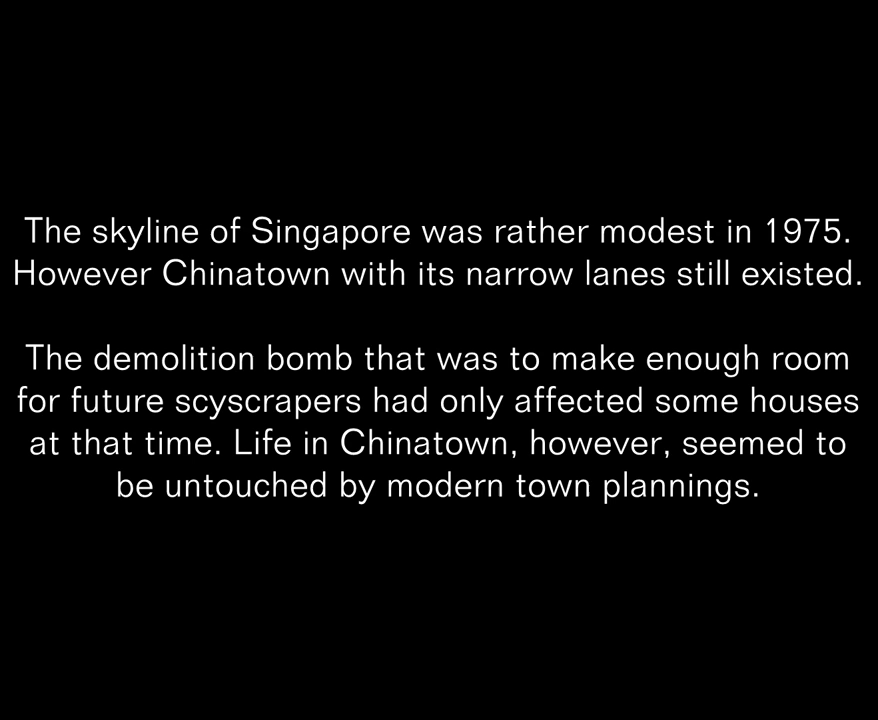 The skyline of Singapore was rather modest in 1975.
However Chinatown with its narrow lanes still existed.
The demolition bomb that was to make enough room
for future scyscrapers had only affected some houses
at that time. Life in Chinatown, however, seemed to
be untouched by modern town plannings.